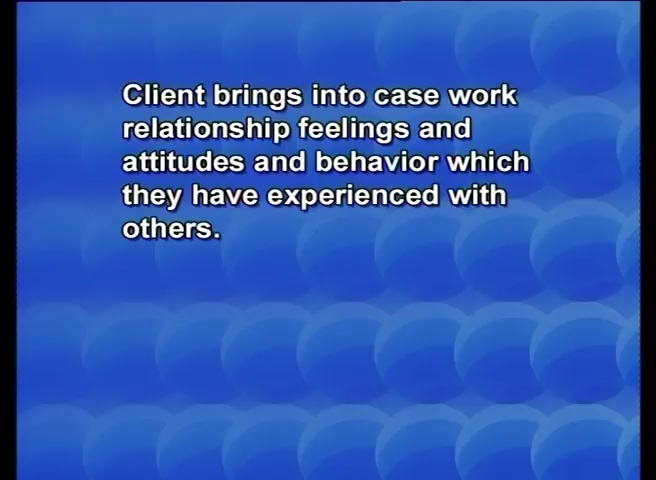 Client brings into case work
relationship feelings and
attitudes and behavior which
they have experienced with
others.